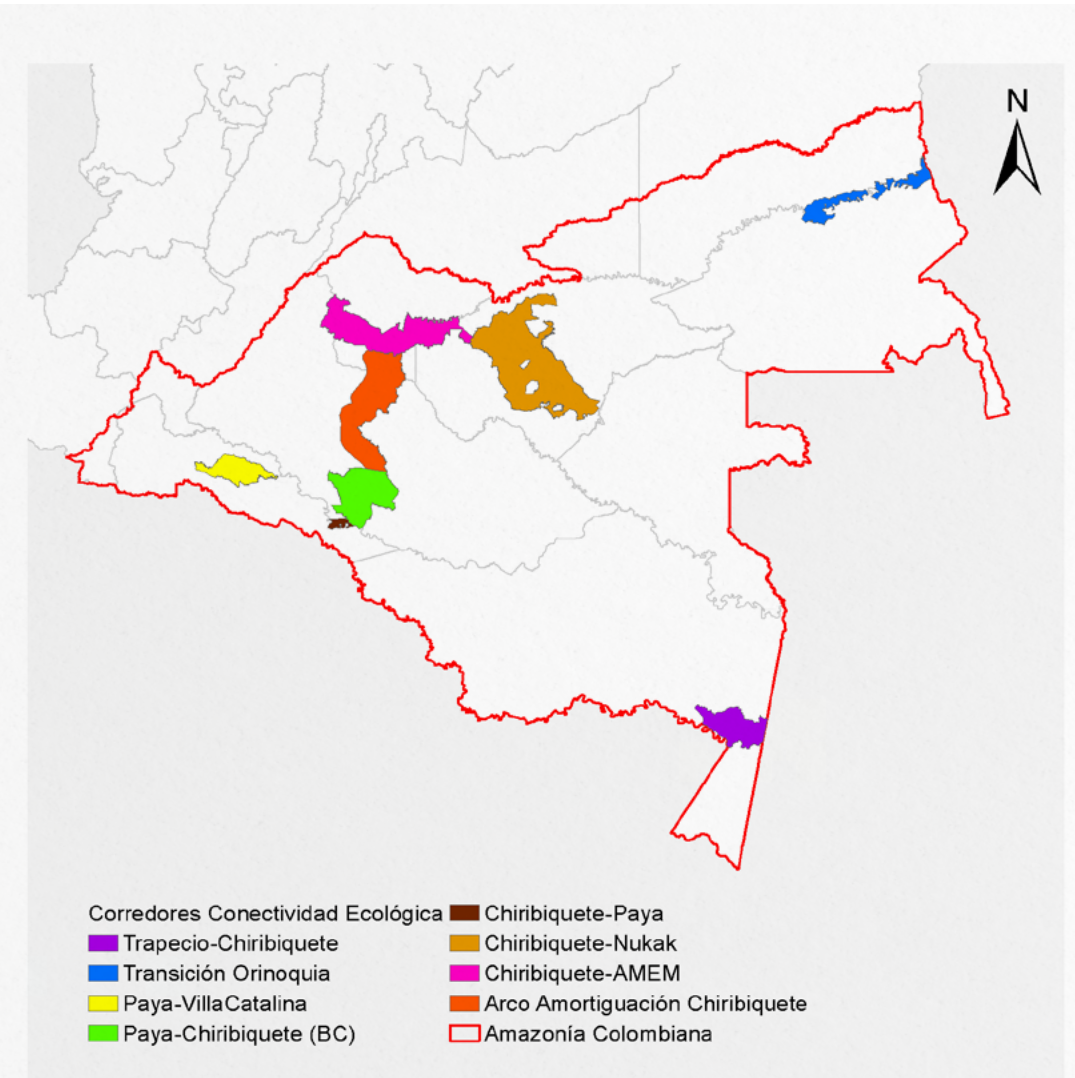 N
Corredores Conectividad Ecológica
Trapecio-Chiribiquete
Transición Orinoquia
Paya-VillaCatalina
Paya-Chiribiquete (BC)
Chiribiquete-Paya
Chiribiquete-Nukak
Chiribiquete-AMEM
Arco Amortiguación Chiribiquete
Amazonía Colombiana